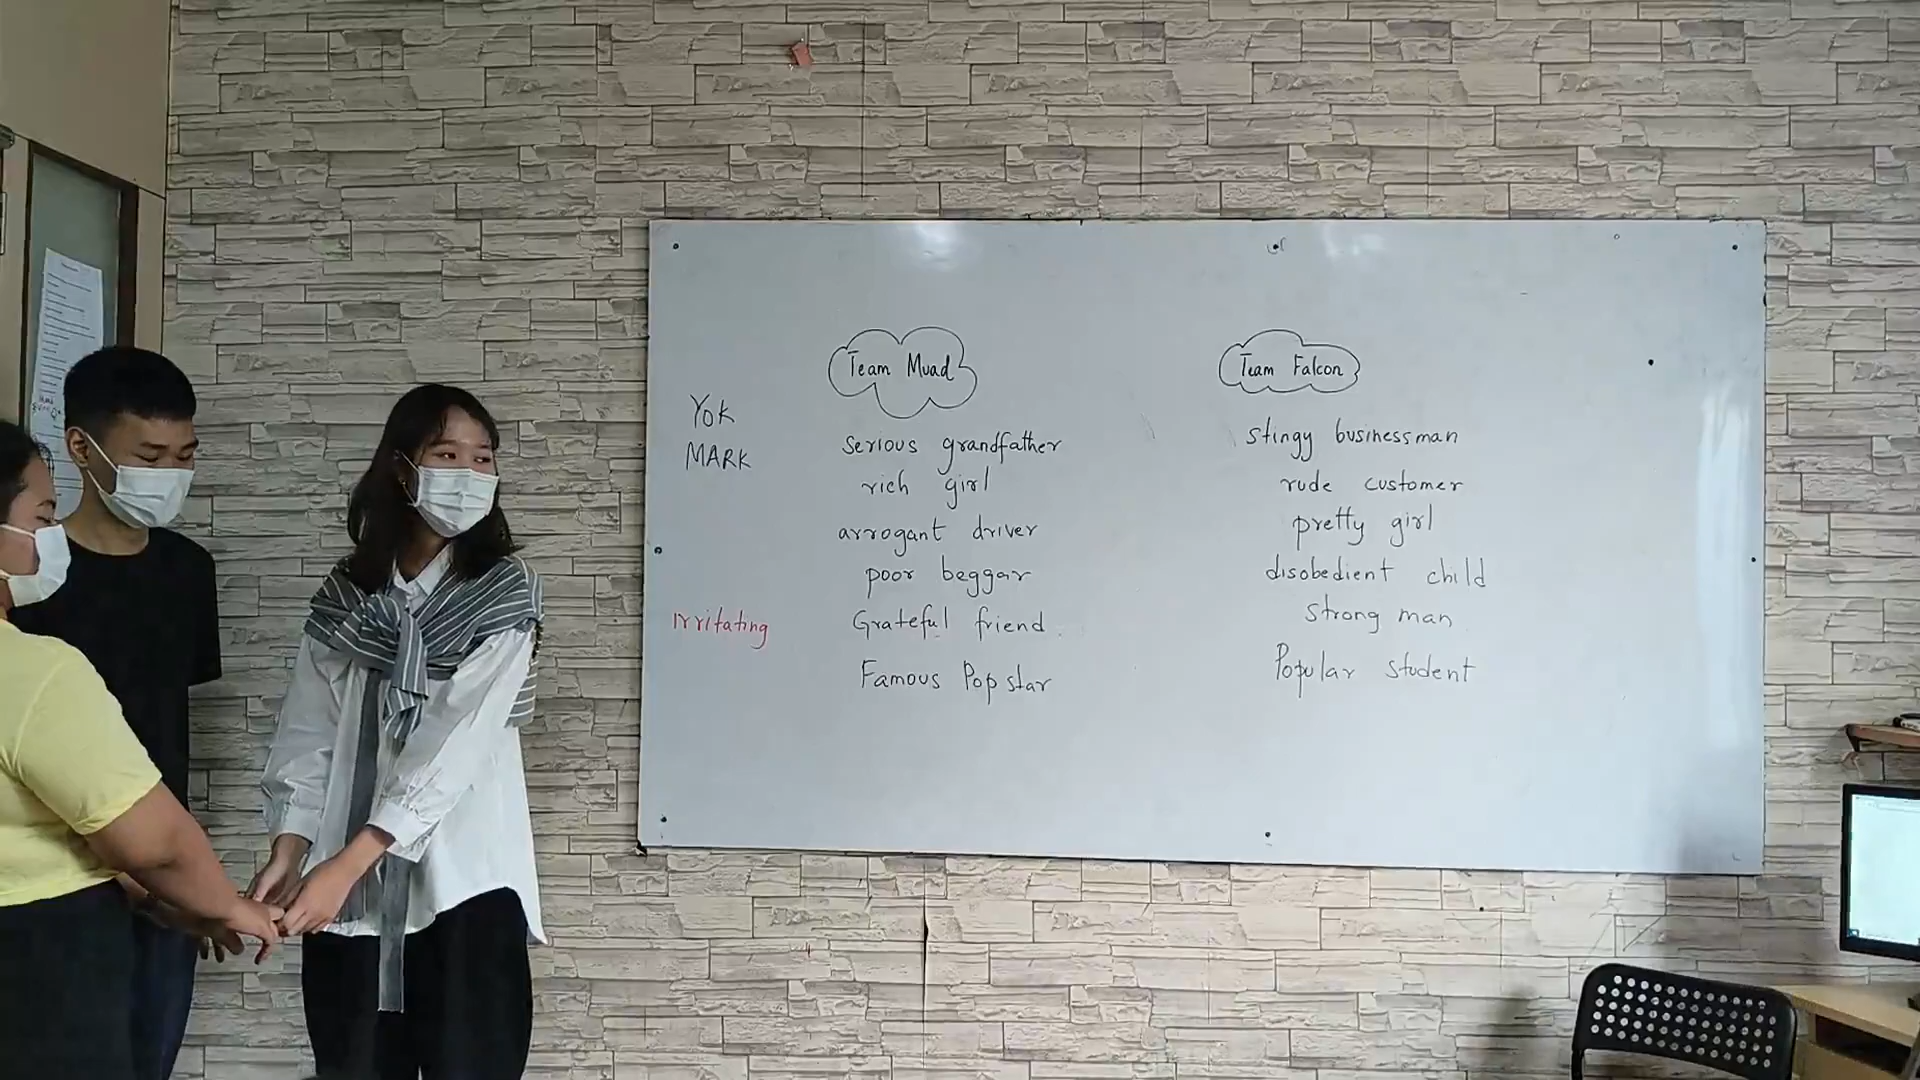 Team Muad
Team Falcon
YOK
MARK
serious grandfather
rich girl
arrogant driver
poor beggar
Irritating
Grateful friend
Famous Pop star
stingy businessman
rude customer
pretty girl
disobedient child
strong man
Popular student